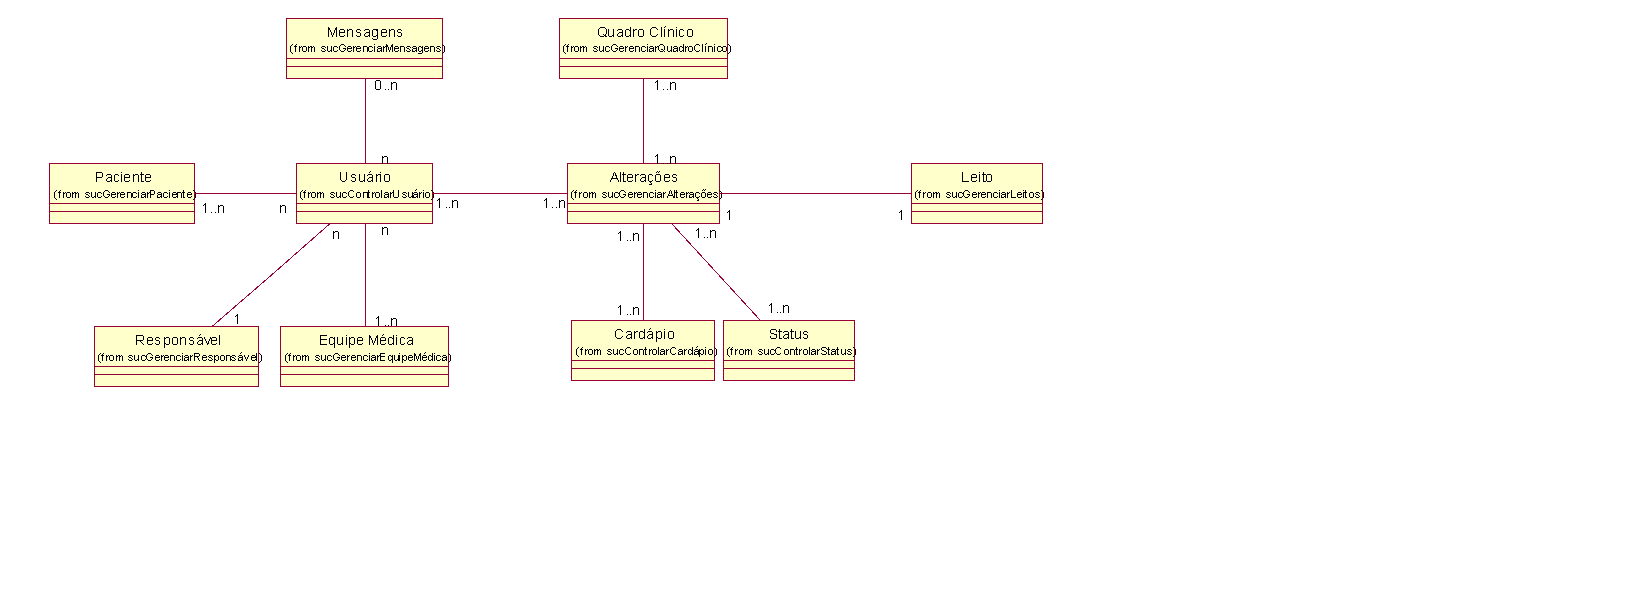 Mensagens
(from sucGerenciarMensagens)
0..n
Quadro Clínico
(from sucGerenciarQuadroClínico)
1..n
n
1..n
Paciente
(from sucGerenciarPaciente)
1..n
n
Usuário
(from sucControlarUsuário)
1..n
1..n
Alterações
(from sucGerenciarAlterações)
1
1
Leito
(from sucGerenciarLeitos)
n
n
1..n
1..n
1
1..n
1..n
1..n
Responsável
(from sucGerenciarResponsável)
Equipe Médica
(from sucGerenciarEquipeMédica)
Cardápio
(from sucControlarCardápio)
Status
(from sucControlarStatus)